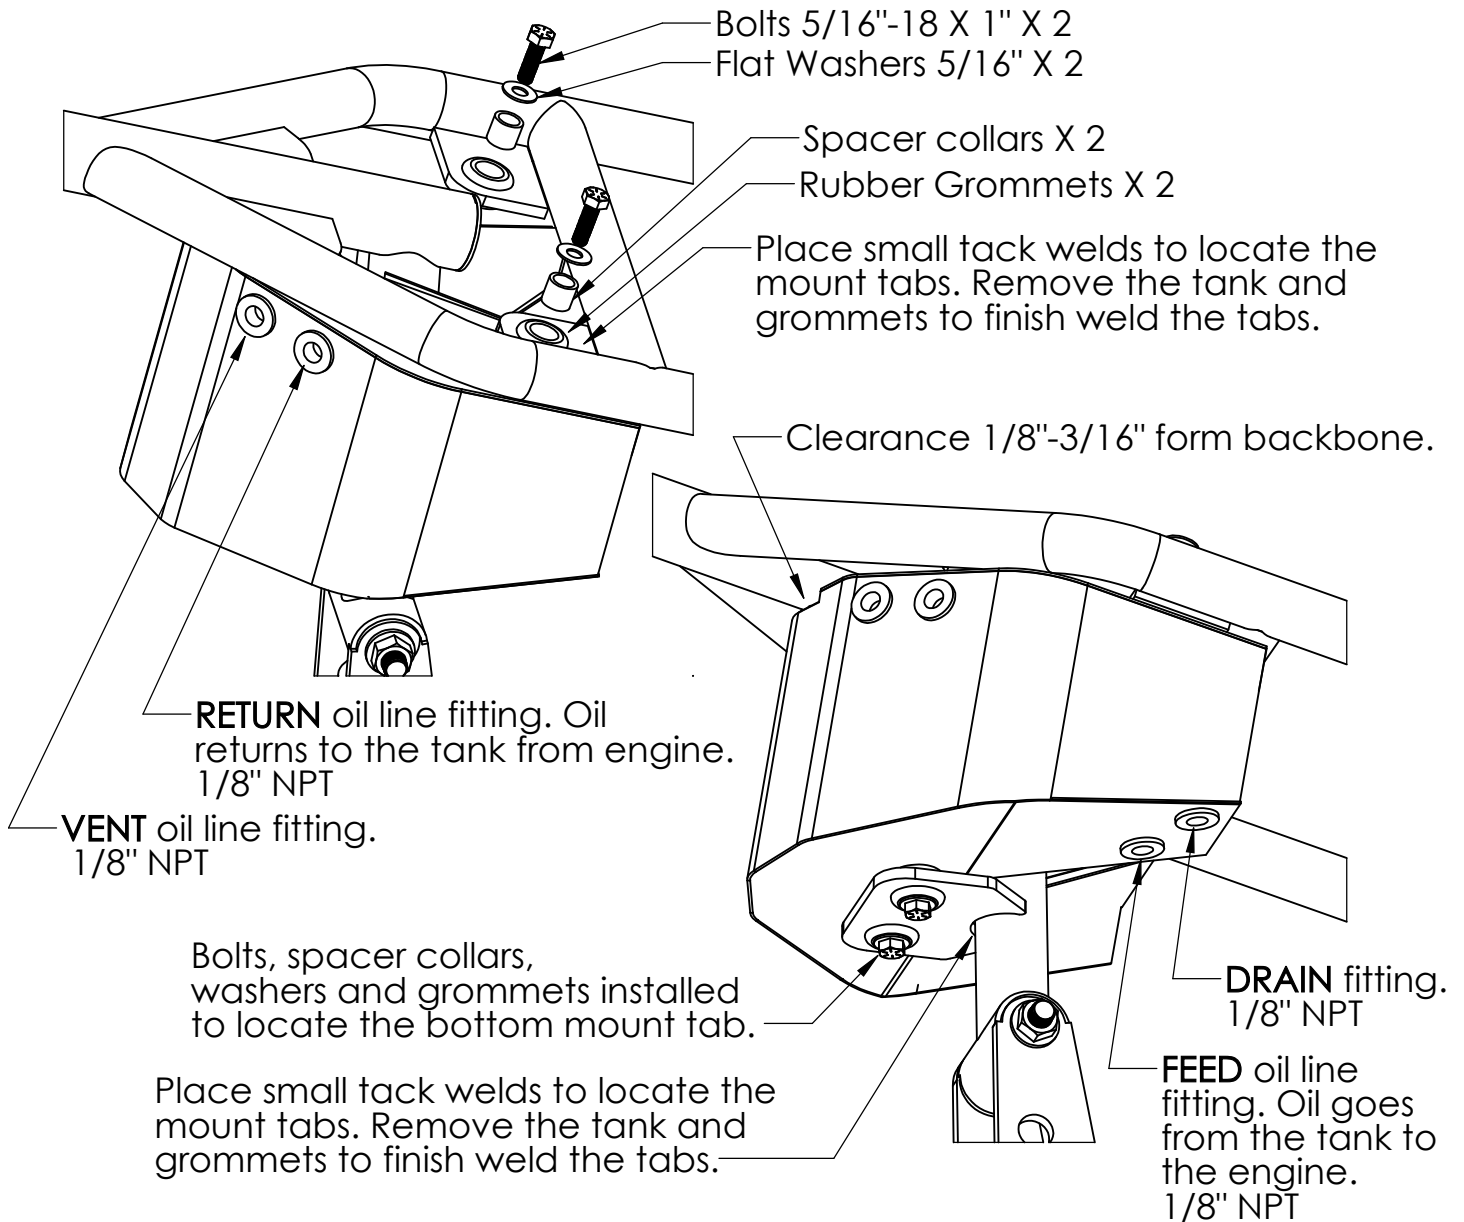 Bolts 5/16"-18 X 1" X 2
Flat Washers 5/16" X 2
Spacer collars X 2
Rubber Grommets X 2
Place small tack welds to locate the
mount tabs. Remove the tank and
grommets to finish weld the tabs.
Clearance 1/8"-3/16" form backbone.
RETURN oil line fitting. Oil
returns to the tank from engine.
1/8" NPT
VENT oil line fitting.
1/8" NPT
Bolts, spacer collars,
washers and grommets installed
to locate the bottom mount tab.
Place small tack welds to locate the
mount tabs. Remove the tank and
grommets to finish weld the tabs.
DRAIN fitting.
1/8" NPT
FEED oil line
fitting. Oil goes
from the tank to
the engine.
1/8" NPT